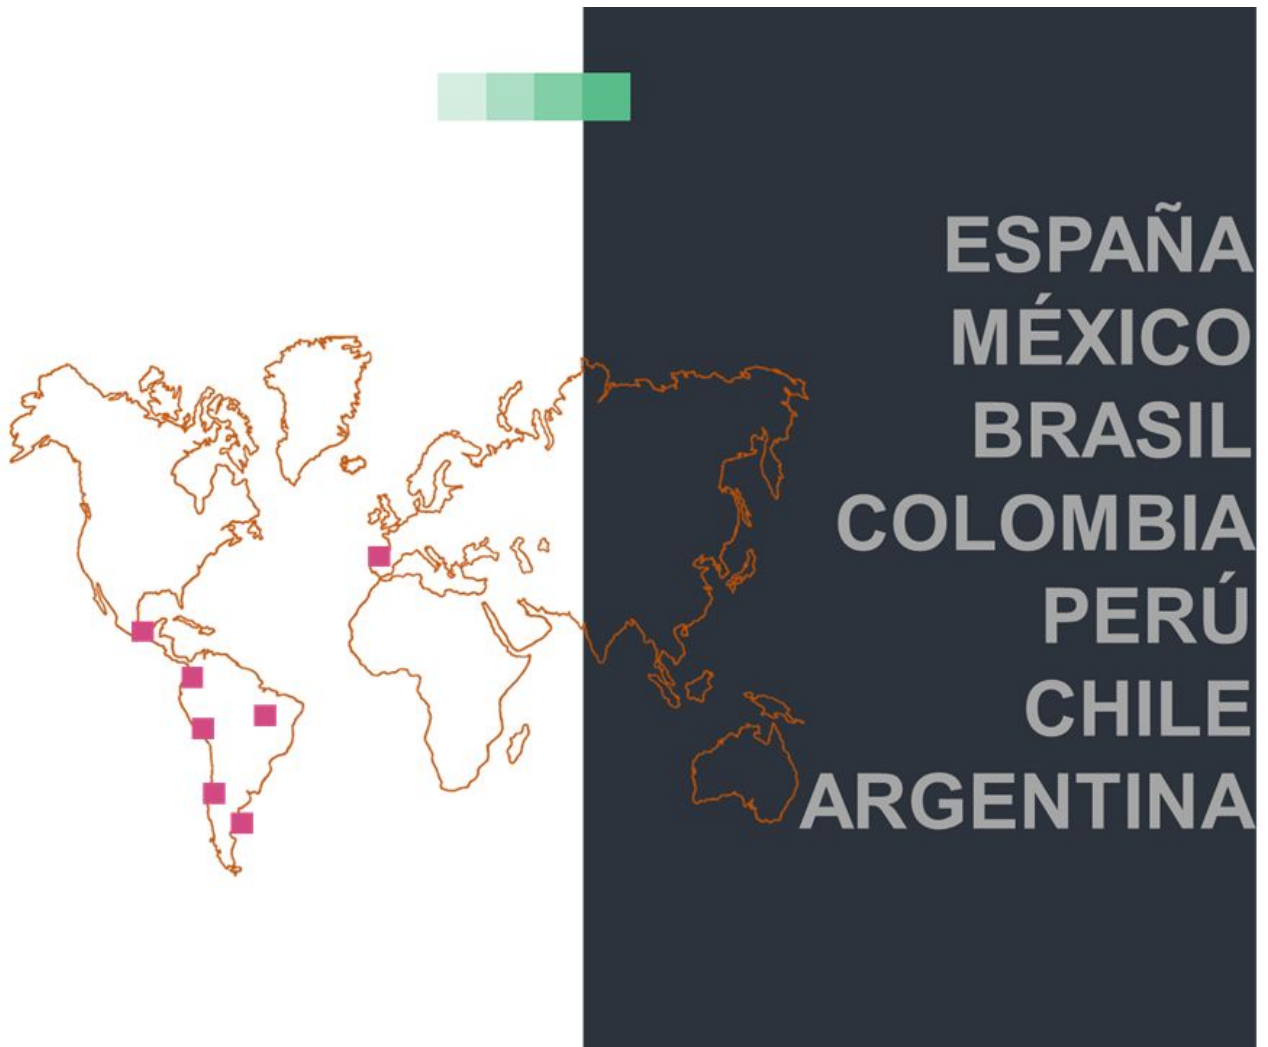 ESPAÑA
MÉXICO
BRASIL
COLOMBIA
PERÚ
CHILE
ARGENTINA